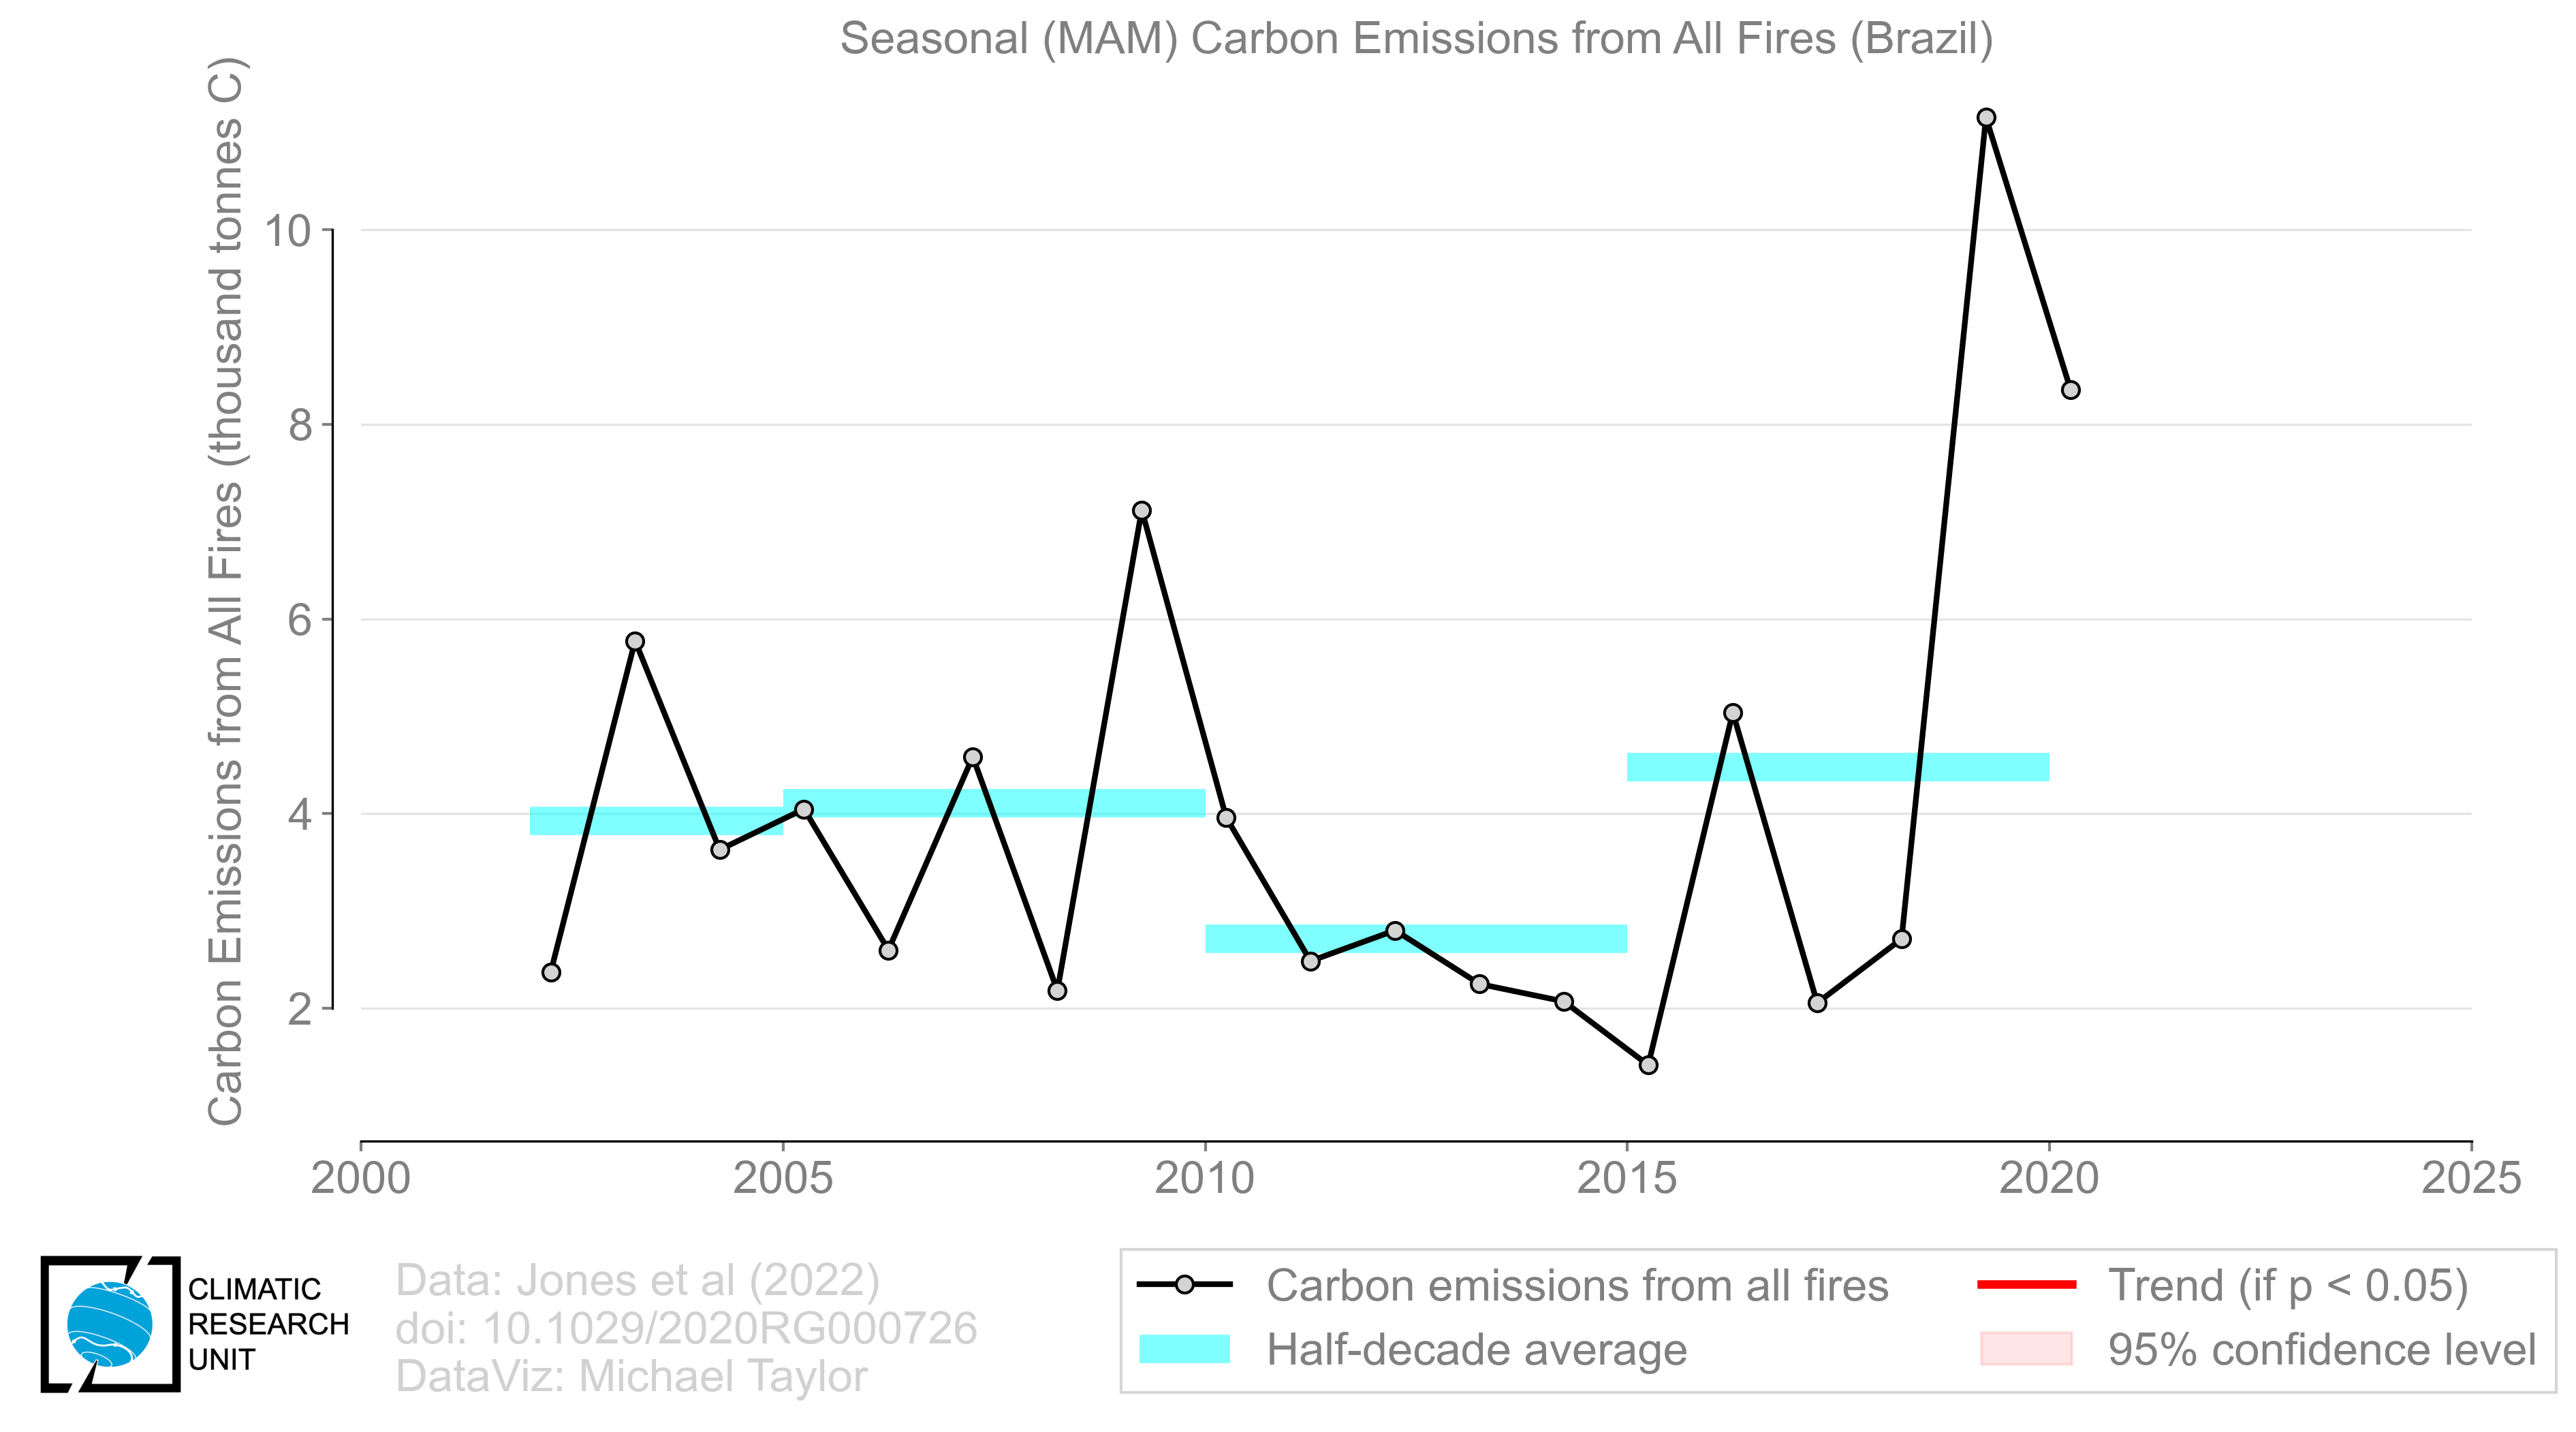 Seasonal (MAM) Carbon Emissions from All Fires (Brazil)
Carbon Emissions from All Fires (thousand tonnes C)
10
8
6
4
2
2000
2005
2010
2015
2020
2025
CLIMATIC
RESEARCH
UNIT
Data: Jones et al (2022)
doi: 10.1029/2020RG000726
DataViz: Michael Taylor
Carbon emissions from all fires
Half-decade average
Trend (if p < 0.05)
95% confidence level